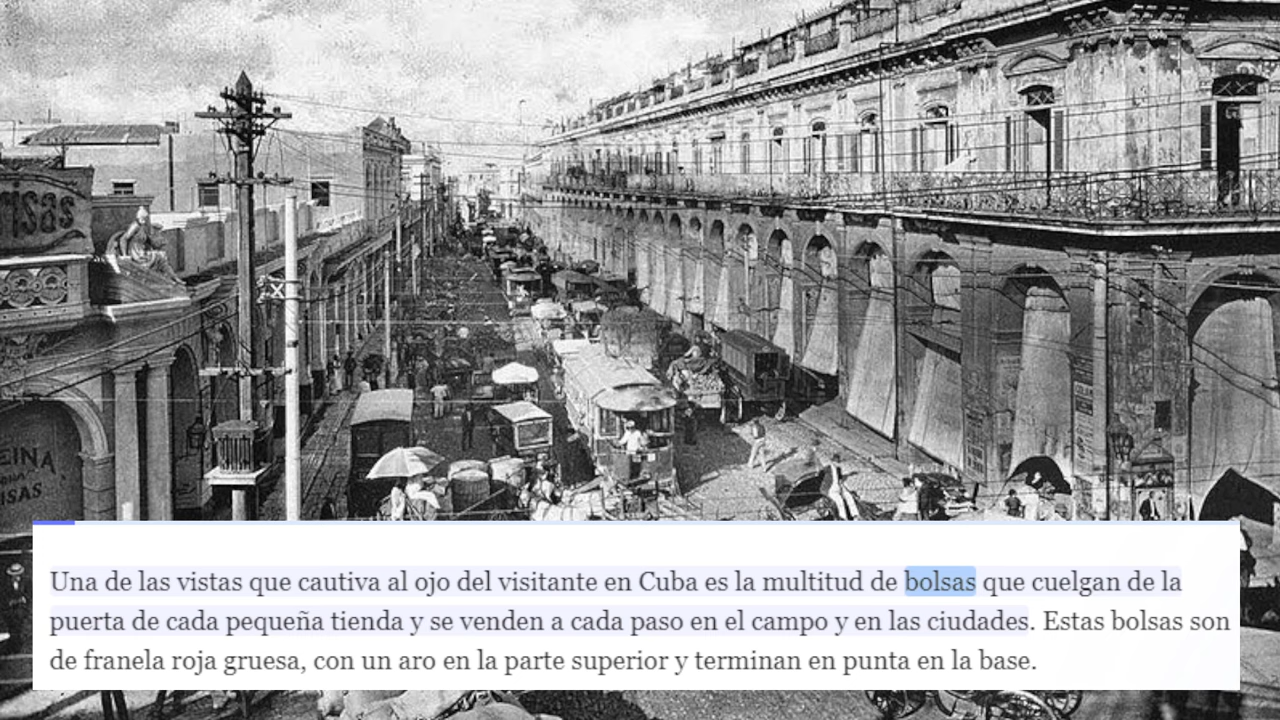 EINA
ISAS
Una de las vistas que cautiva al ojo del visitante en Cuba es la multitud de bolsas que cuelgan de la
puerta de cada pequeña tienda y se venden a cada paso en el campo y en las ciudades. Estas bolsas son
de franela roja gruesa, con un aro en la parte superior y terminan en punta en la base.